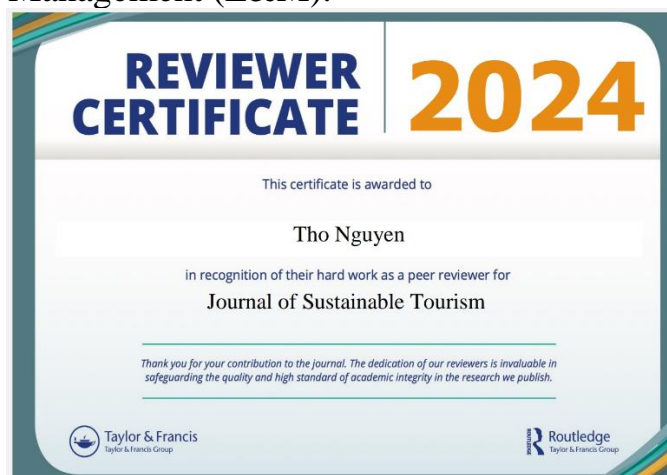 Management
REVIEWER
CERTIFICATE
2024
This certificate is awarded to
Tho Nguyen
in recognition of their hard work as a peer reviewer for
Journal of Sustainable Tourism
Thank you for your contribution to the journal. The dedication of our reviewers is invaluable in
safeguarding the quality and high standard of academic integrity in the research we publish.
Taylor & Francis
Taylor & Francis Group
ROUTLEDGE
Routledge
Taylor & Francis Group